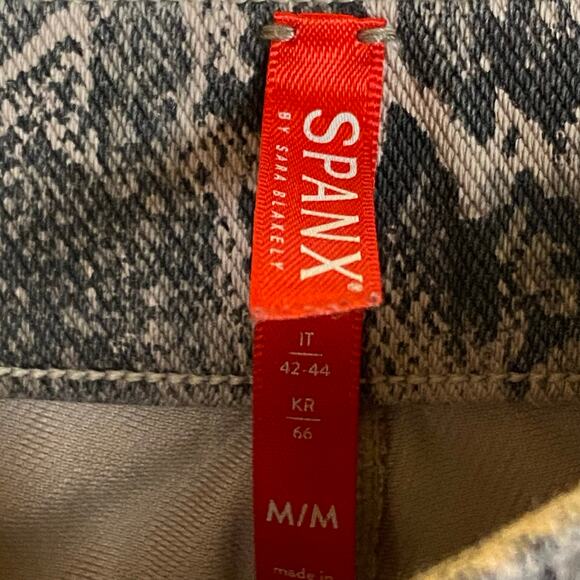 SPANX®
BY SARA BLAKELY
IT
42-44
KR
66
M/M
made in